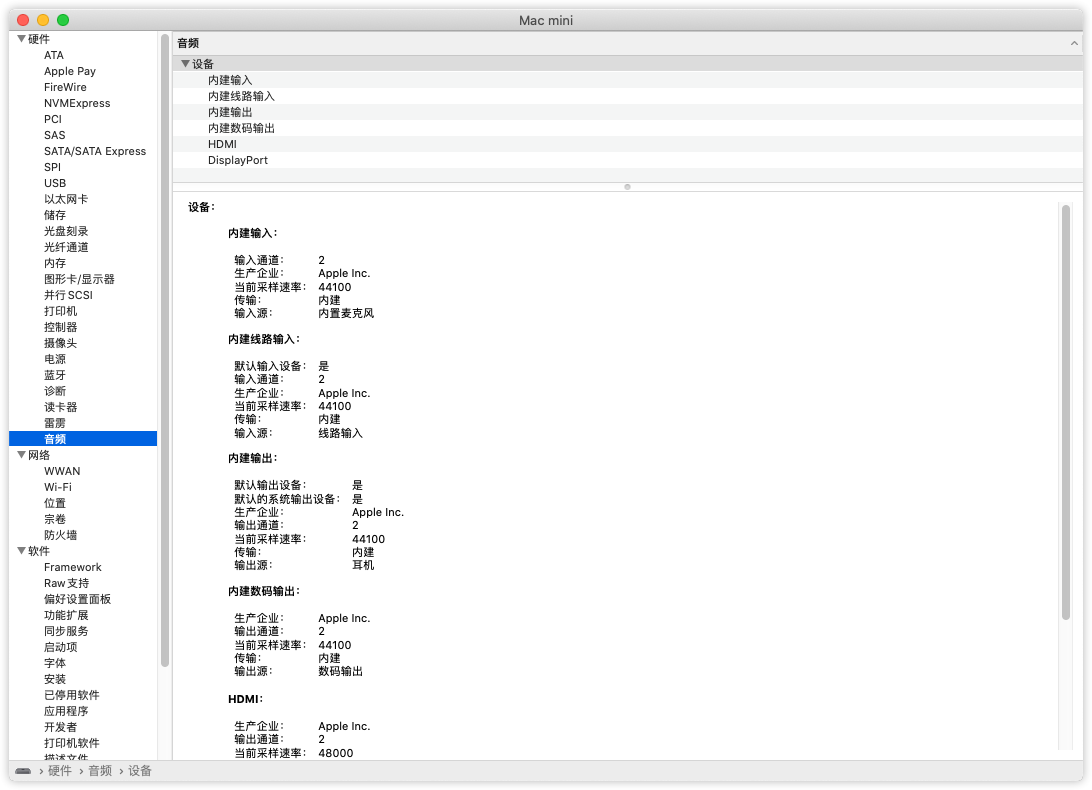 Mac mini
硬件
ATA
Apple Pay
FireWire
NVMExpress
PCI
SAS
SATA/SATA Express
SPI
USB
以太网卡
储存
光盘刻录
光纤通道
内存
图形卡/显示器
并行 SCSI
打印机
控制器
摄像头
电源
蓝牙
诊断
读卡器
雷雳
音频
网络
WWAN
Wi-Fi
位置
宗卷
防火墙
软件
Framework
Raw 支持
偏好设置面板
功能扩展
同步服务
启动项
字体
安装
已停用软件
应用程序
开发者
打印机软件
描述文件
音频
设备
内建输入
内建线路输入
内建输出
内建数码输出
HDMI
DisplayPort
设备：
内建输入：
输入通道： 2
生产企业： Apple Inc.
当前采样速率： 44100
传输： 内建
输入源： 内置麦克风
内建线路输入：
默认输入设备： 是
输入通道： 2
生产企业： Apple Inc.
当前采样速率： 44100
传输： 内建
输入源： 线路输入
内建输出：
默认输出设备： 是
默认的系统输出设备： 是
生产企业： Apple Inc.
输出通道： 2
当前采样速率： 44100
传输： 内建
输出源： 耳机
内建数码输出：
生产企业： Apple Inc.
输出通道： 2
当前采样速率： 44100
传输： 内建
输出源： 数码输出
HDMI：
生产企业： Apple Inc.
输出通道： 2
当前采样速率： 48000
› 硬件 › 音频 › 设备